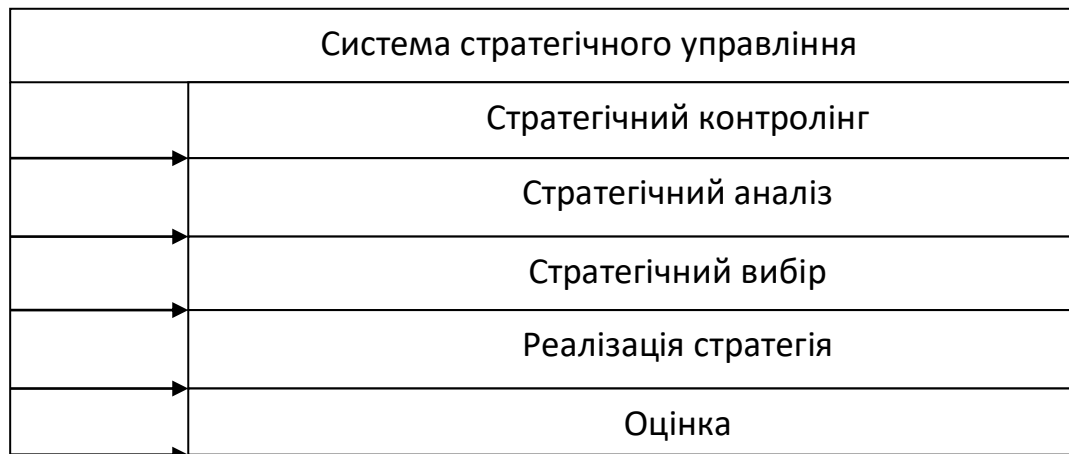 Система стратегічного управління
Стратегічний контролінг
Стратегічний аналіз
Стратегічний вибір
Реалізація стратегія
Оцінка